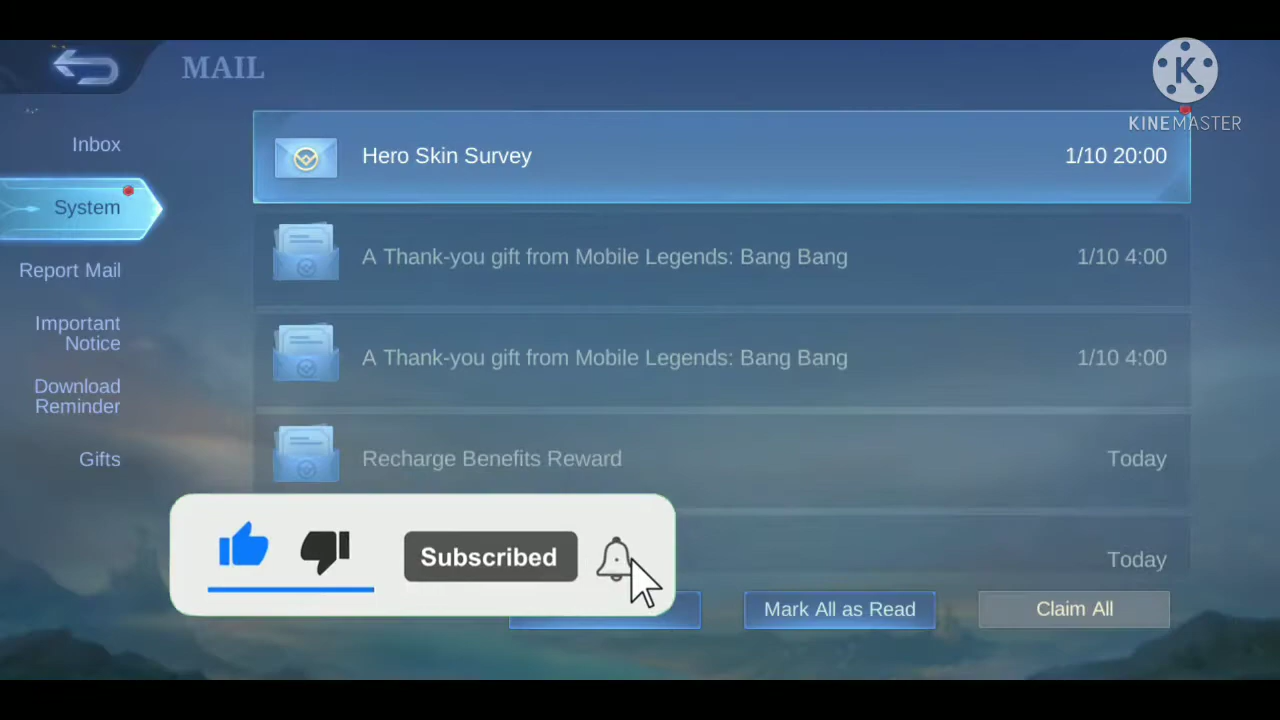 MAIL
K
KINEMASTER
Inbox
System
Report Mail
Important
Notice
Download
Reminder
Gifts
Hero Skin Survey 1/10 20:00
A Thank-you gift from Mobile Legends: Bang Bang 1/10 4:00
A Thank-you gift from Mobile Legends: Bang Bang 1/10 4:00
Recharge Benefits Reward Today
Today
Subscribed
Mark All as Read
Claim All